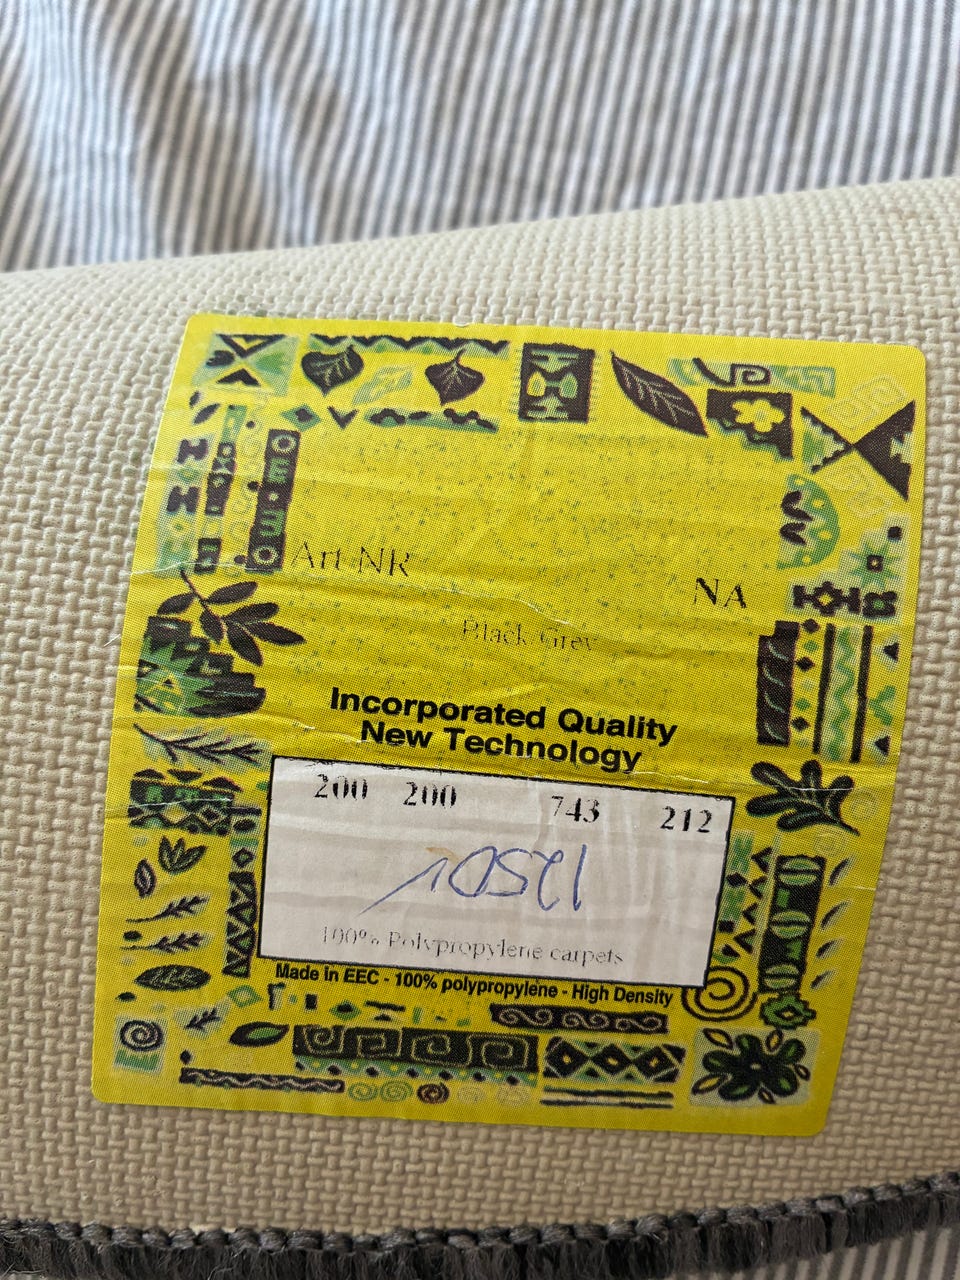 Art NR
NA
Black Grey
Incorporated Quality
New Technology
200 200 743 212
100% Polypropylene carpets
Made In EEC - 100% polypropylene - High Density